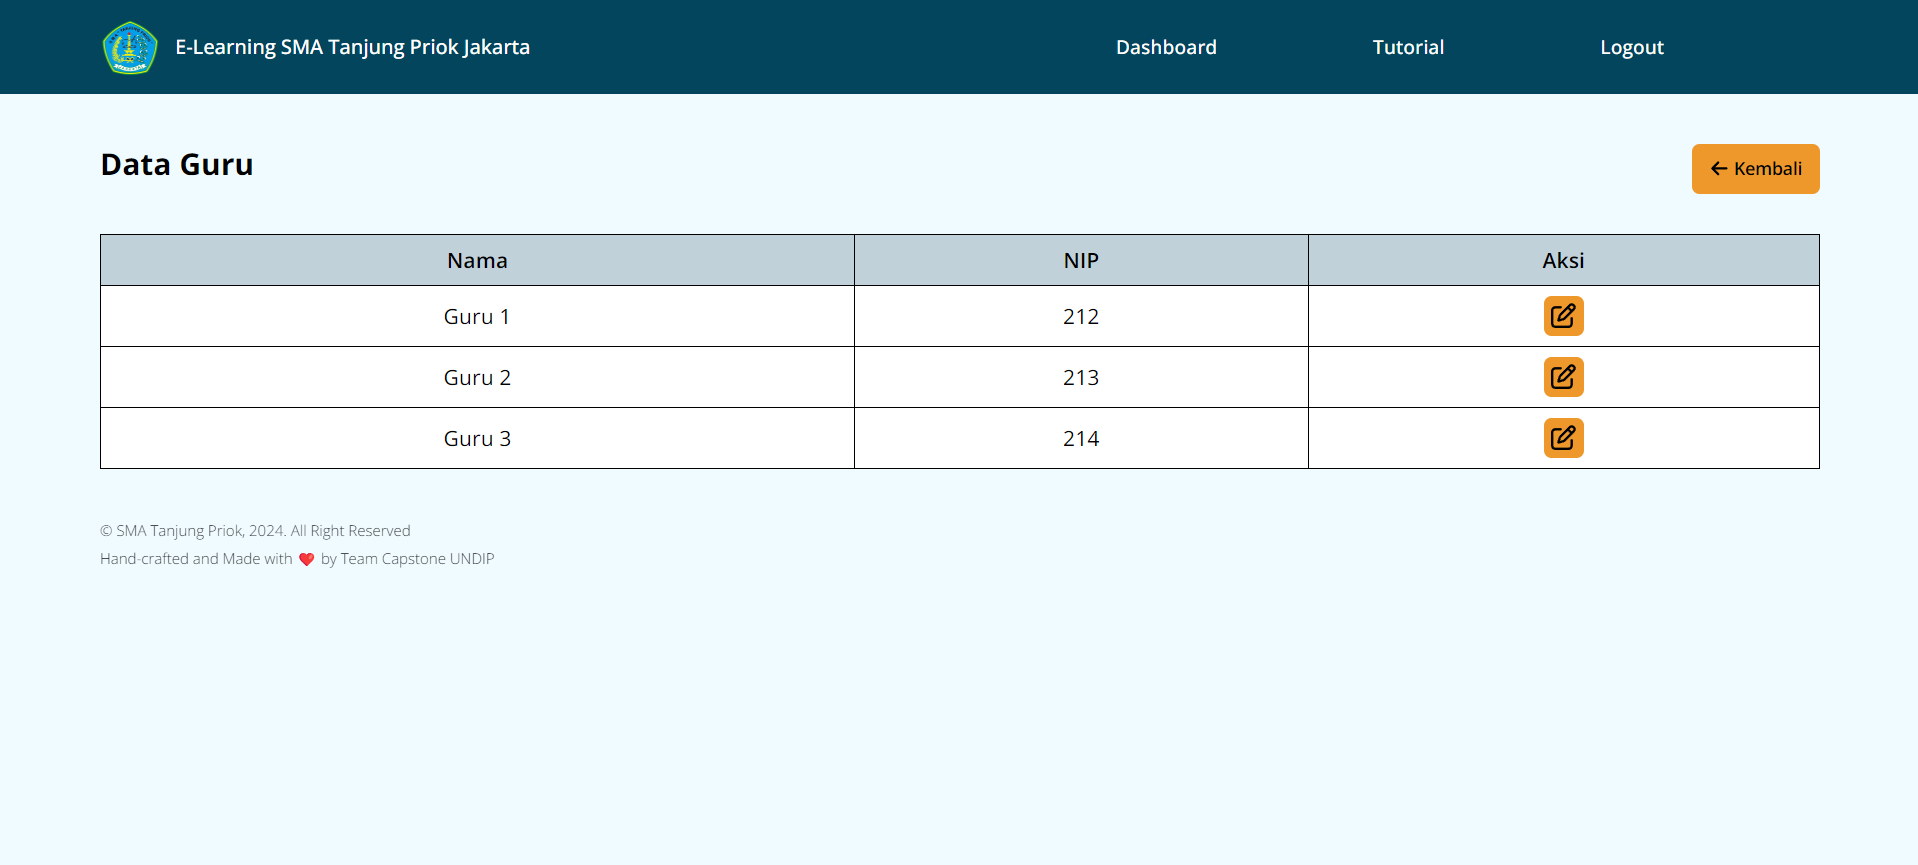 E-Learning SMA Tanjung Priok Jakarta
Dashboard
Tutorial
Logout
Data Guru
Kembali
Nama NIP Aksi
Guru 1 212
Guru 2 213
Guru 3 214
© SMA Tanjung Priok, 2024. All Right Reserved
Hand-crafted and Made with ❤️ by Team Capstone UNDIP